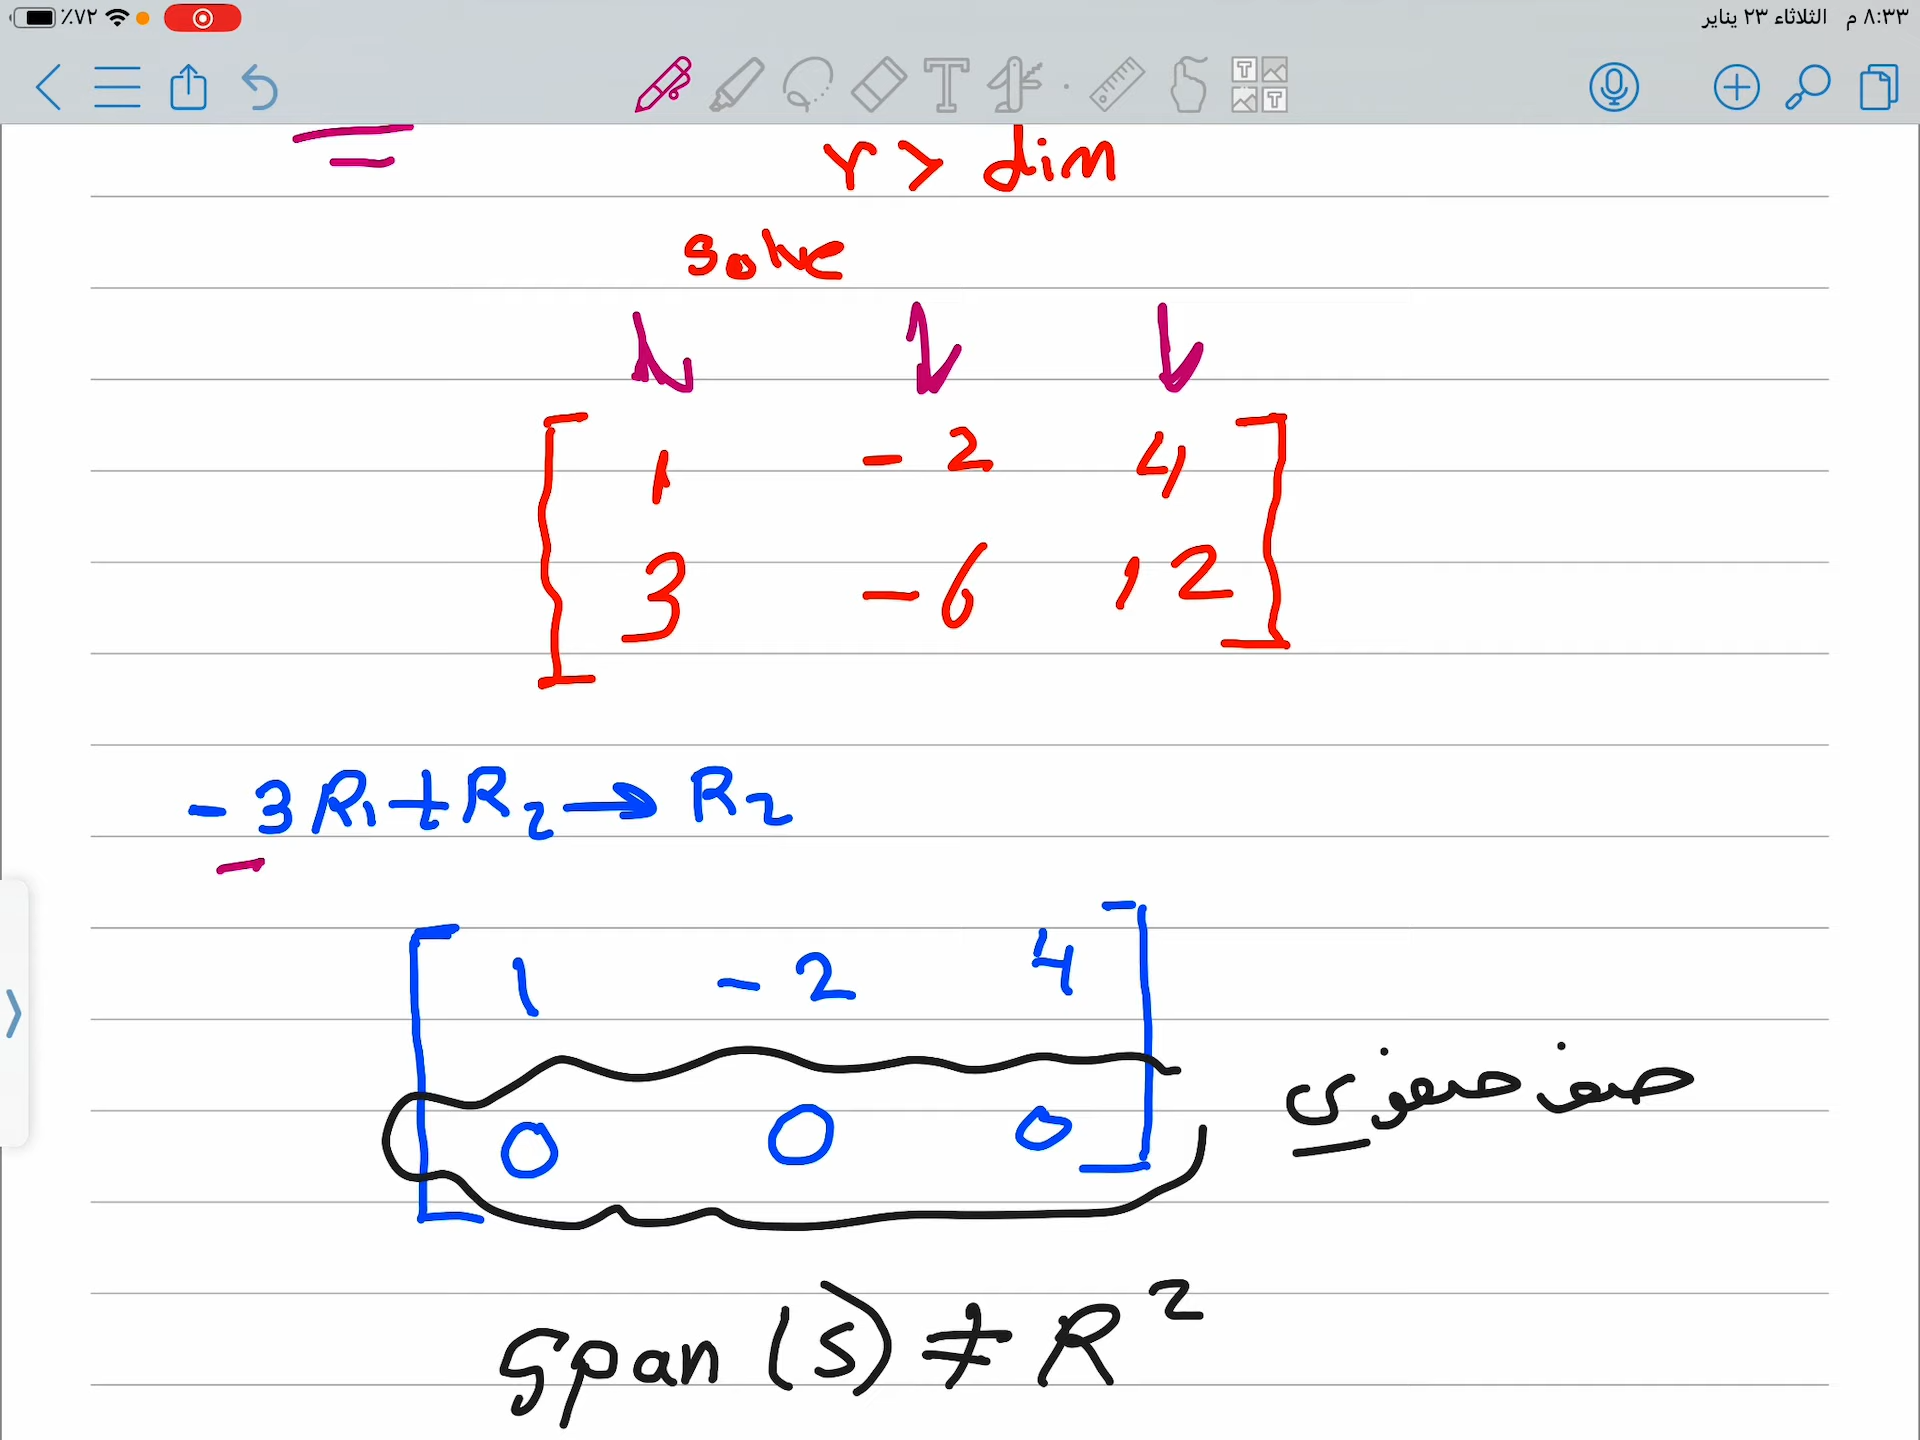 ٪٧٢
٨:٣٣ م الثلاثاء ٢٣ يناير
r > dim
solve
1 -2 4
3 -6 12
-3R1+R2→R2
1 -2 4
0 0 0
صف صفري
span (S) ≠ R²